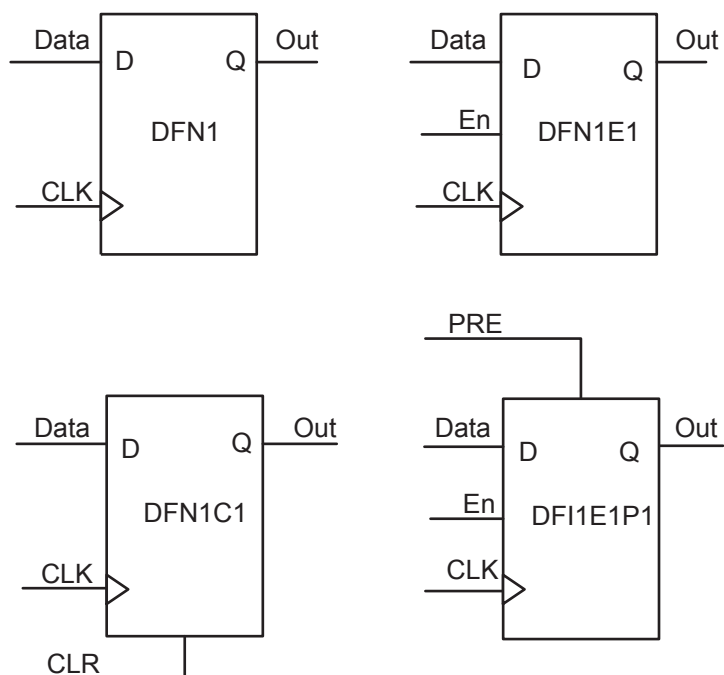 Data D Q Out
DFN1
CLK
Data D Q Out
En DFN1E1
CLK
Data D Q Out
DFN1C1
CLK
CLR
PRE
Data D Q Out
En DFI1E1P1
CLK